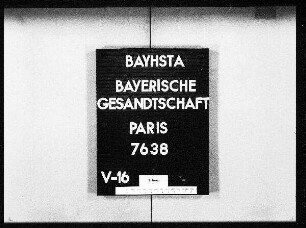 BAYHSTA
BAYERISCHE
GESANDTSCHAFT
PARIS
7638
V-16